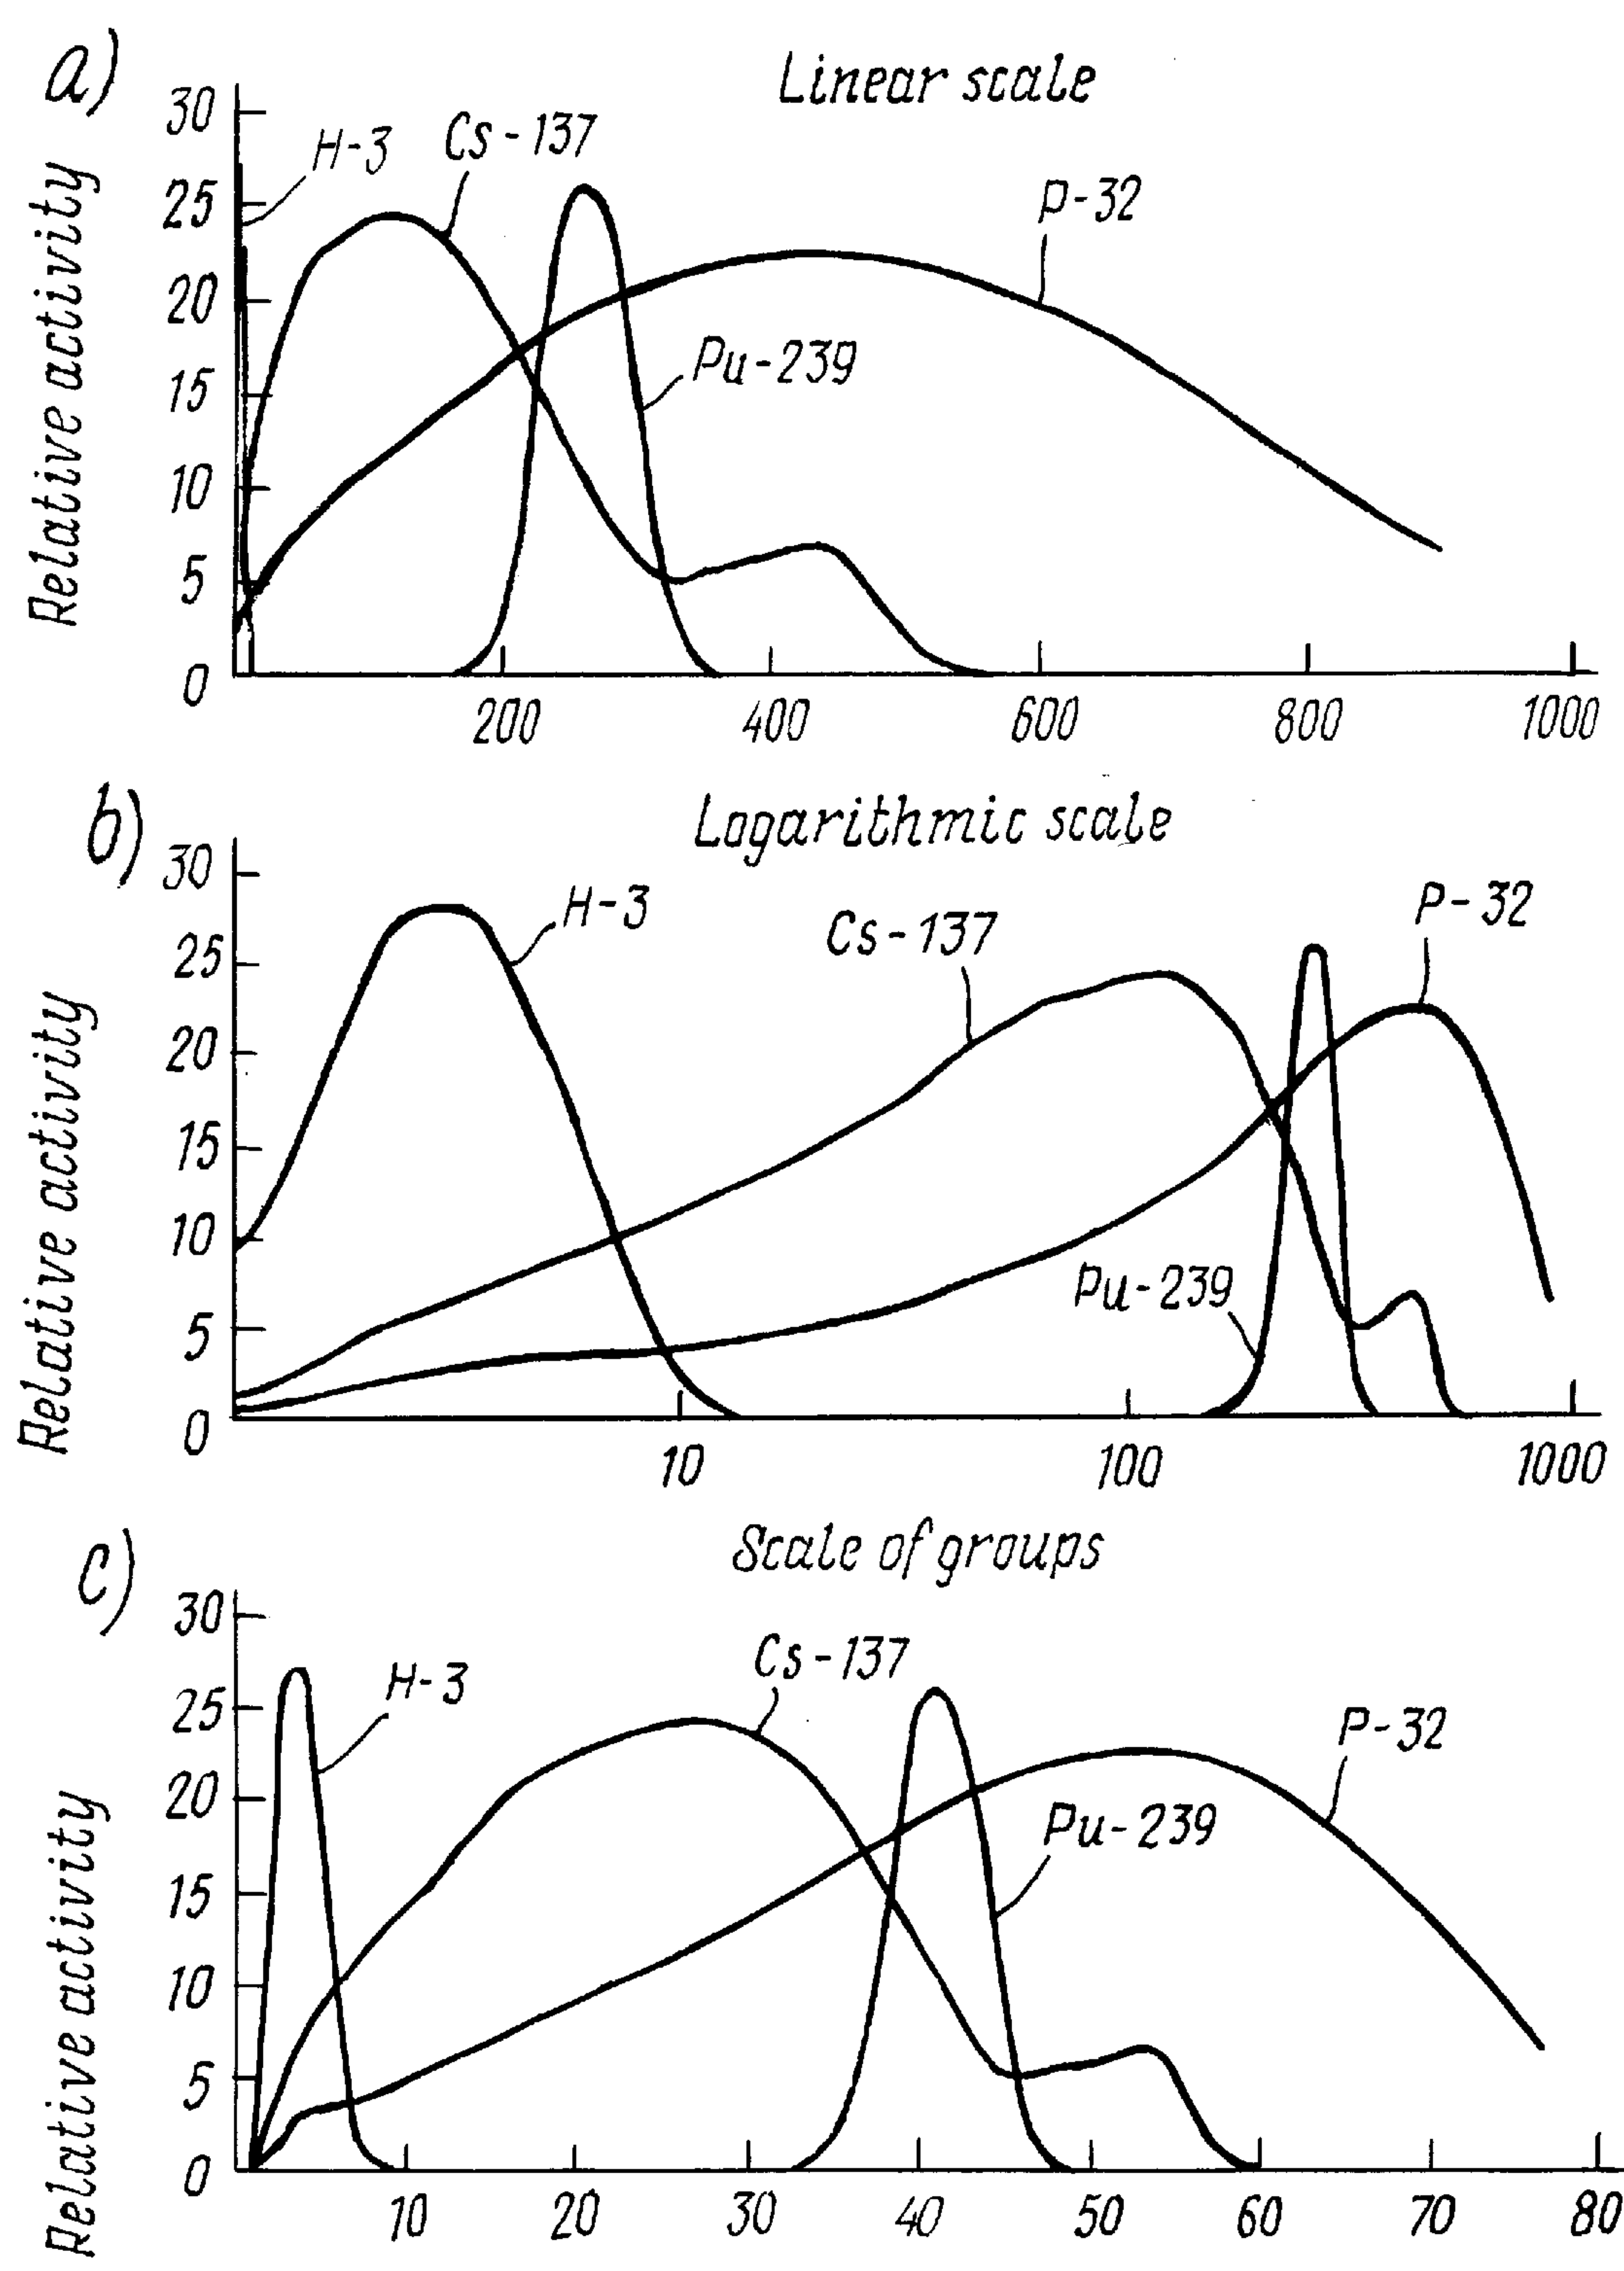 a)
Linear scale
Relative activity
30
25
20
15
10
5
0
H-3
Cs-137
P-32
Pu-239
200 400 600 800 1000
b)
Logarithmic scale
Relative activity
30
25
20
15
10
5
0
H-3
Cs-137
P-32
Pu-239
10 100 1000
c)
Scale of groups
Relative activity
30
25
20
15
10
5
0
H-3
Cs-137
P-32
Pu-239
10 20 30 40 50 60 70 80